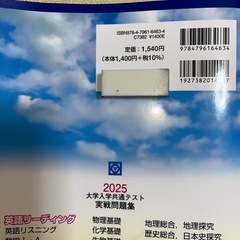 ISBN978-4-7961-6463-4
C7382 ¥1400E
定価：1,540円
（本体1,400円＋税10%）
9784796164634
2025
大学入学共通テスト
実戦問題集
英語リーディング 物理基礎 地理総合，地理探究
英語リスニング 化学基礎 歴史総合，日本史探究